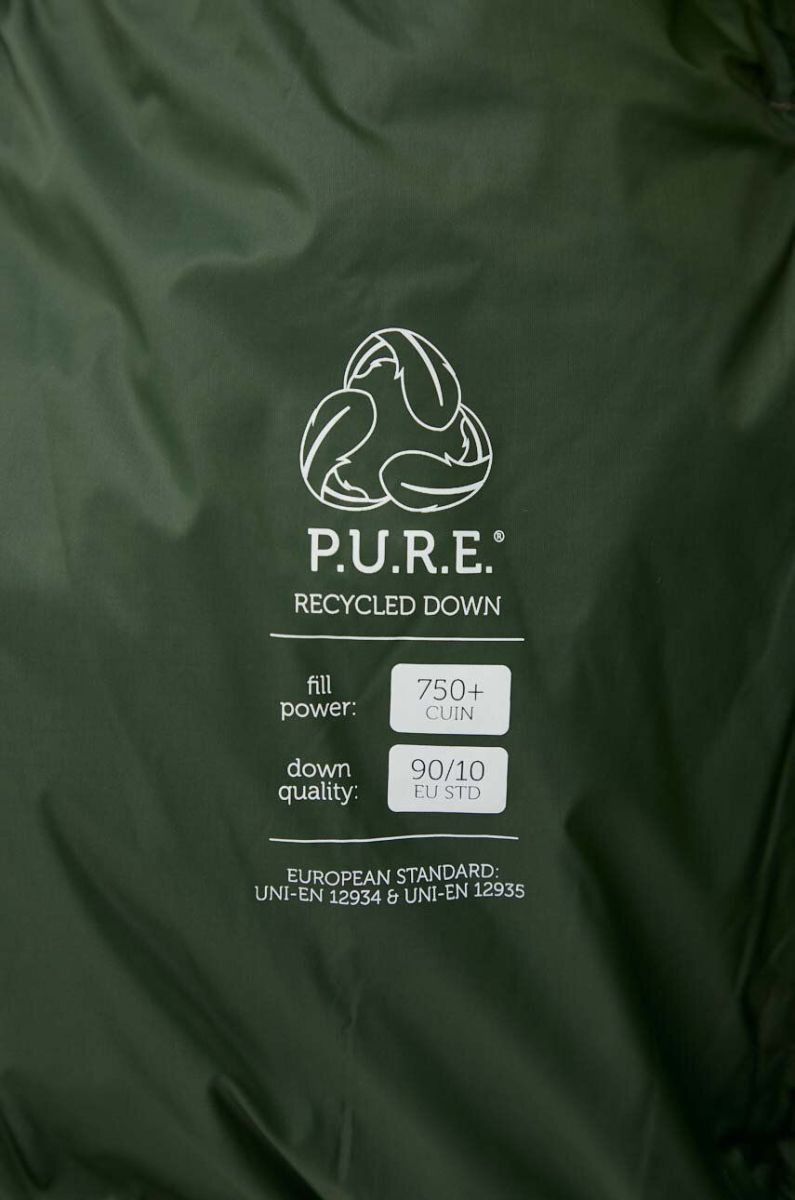 P.U.R.E.®
RECYCLED DOWN
fill
power:
750+
CUIN
down
quality:
90/10
EU STD
EUROPEAN STANDARD:
UNI-EN 12934 & UNI-EN 12935